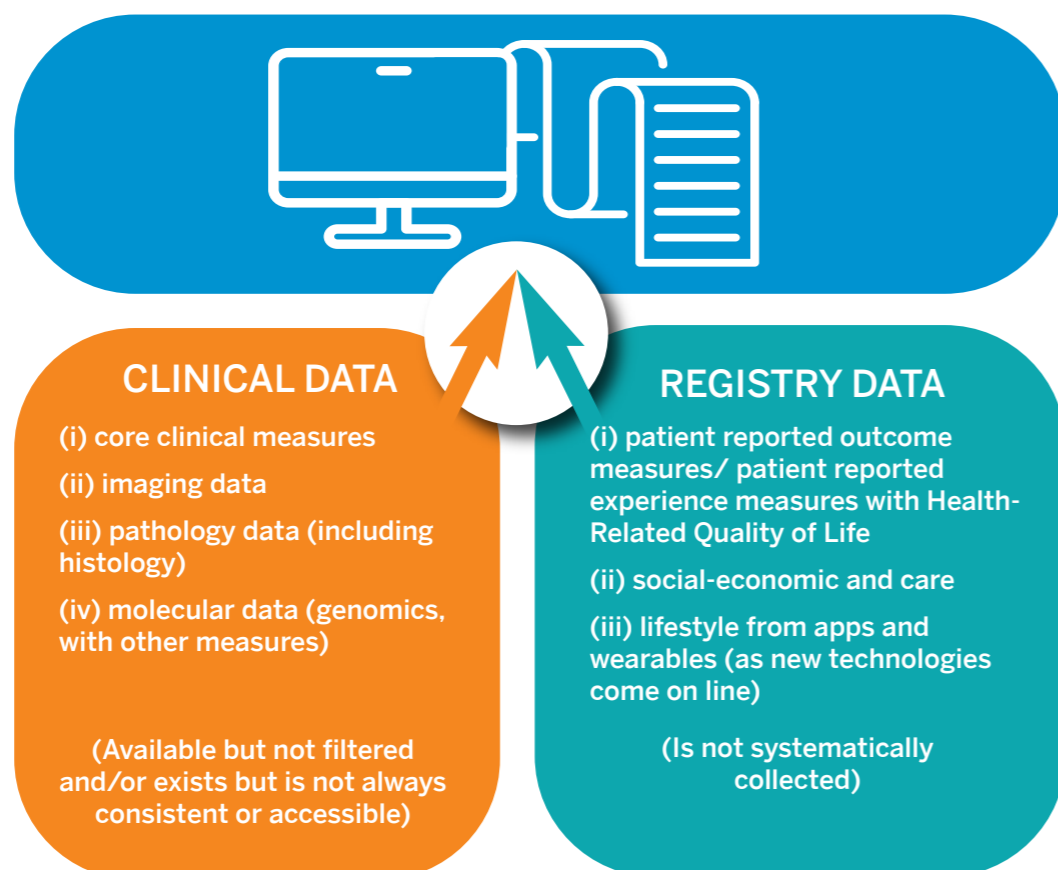 CLINICAL DATA
(i) core clinical measures
(ii) imaging data
(iii) pathology data (including
histology)
(iv) molecular data (genomics,
with other measures)
(Available but not filtered
and/or exists but is not always
consistent or accessible)
REGISTRY DATA
(i) patient reported outcome
measures/ patient reported
experience measures with Health-
Related Quality of Life
(ii) social-economic and care
(iii) lifestyle from apps and
wearables (as new technologies
come on line)
(Is not systematically
collected)